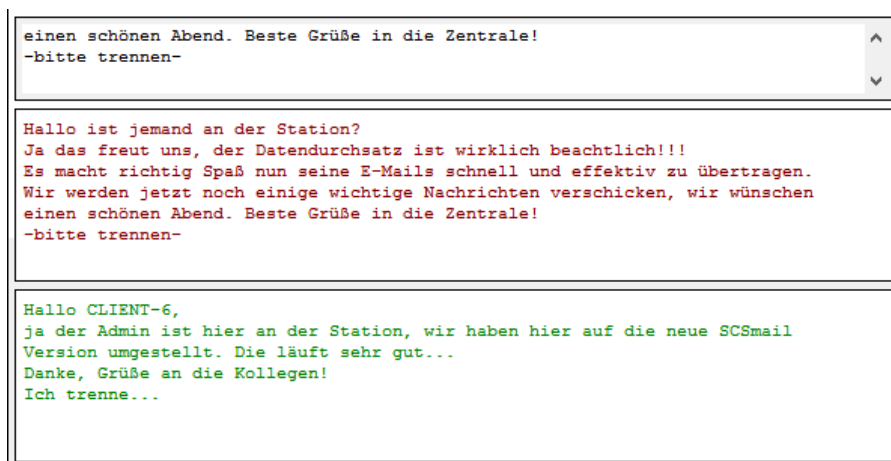 einen schönen Abend. Beste Grüße in die Zentrale!
-bitte trennen-
Hallo ist jemand an der Station?
Ja das freut uns, der Datendurchsatz ist wirklich beachtlich!!!
Es macht richtig Spaß nun seine E-Mails schnell und effektiv zu übertragen.
Wir werden jetzt noch einige wichtige Nachrichten verschicken, wir wünschen
einen schönen Abend. Beste Grüße in die Zentrale!
-bitte trennen-
Hallo CLIENT-6,
ja der Admin ist hier an der Station, wir haben hier auf die neue SCSmail
Version umgestellt. Die läuft sehr gut...
Danke, Grüße an die Kollegen!
Ich trenne...